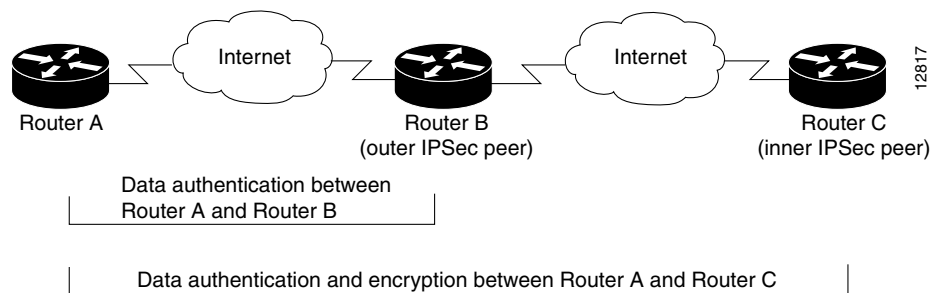 Internet
Internet
12817
Router A
Router B
(outer IPSec peer)
Router C
(inner IPSec peer)
Data authentication between
Router A and Router B
Data authentication and encryption between Router A and Router C